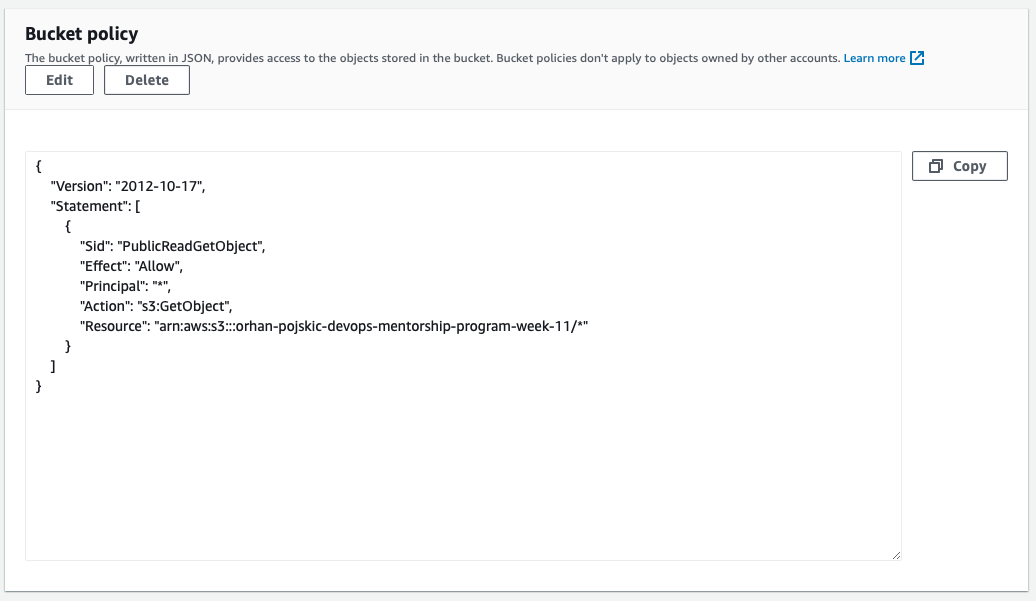 Bucket policy
The bucket policy, written in JSON, provides access to the objects stored in the bucket. Bucket policies don't apply to objects owned by other accounts. Learn more
Edit Delete
Copy
{
    "Version": "2012-10-17",
    "Statement": [
        {
            "Sid": "PublicReadGetObject",
            "Effect": "Allow",
            "Principal": "*",
            "Action": "s3:GetObject",
            "Resource": "arn:aws:s3:::orhan-pojskic-devops-mentorship-program-week-11/*"
        }
    ]
}